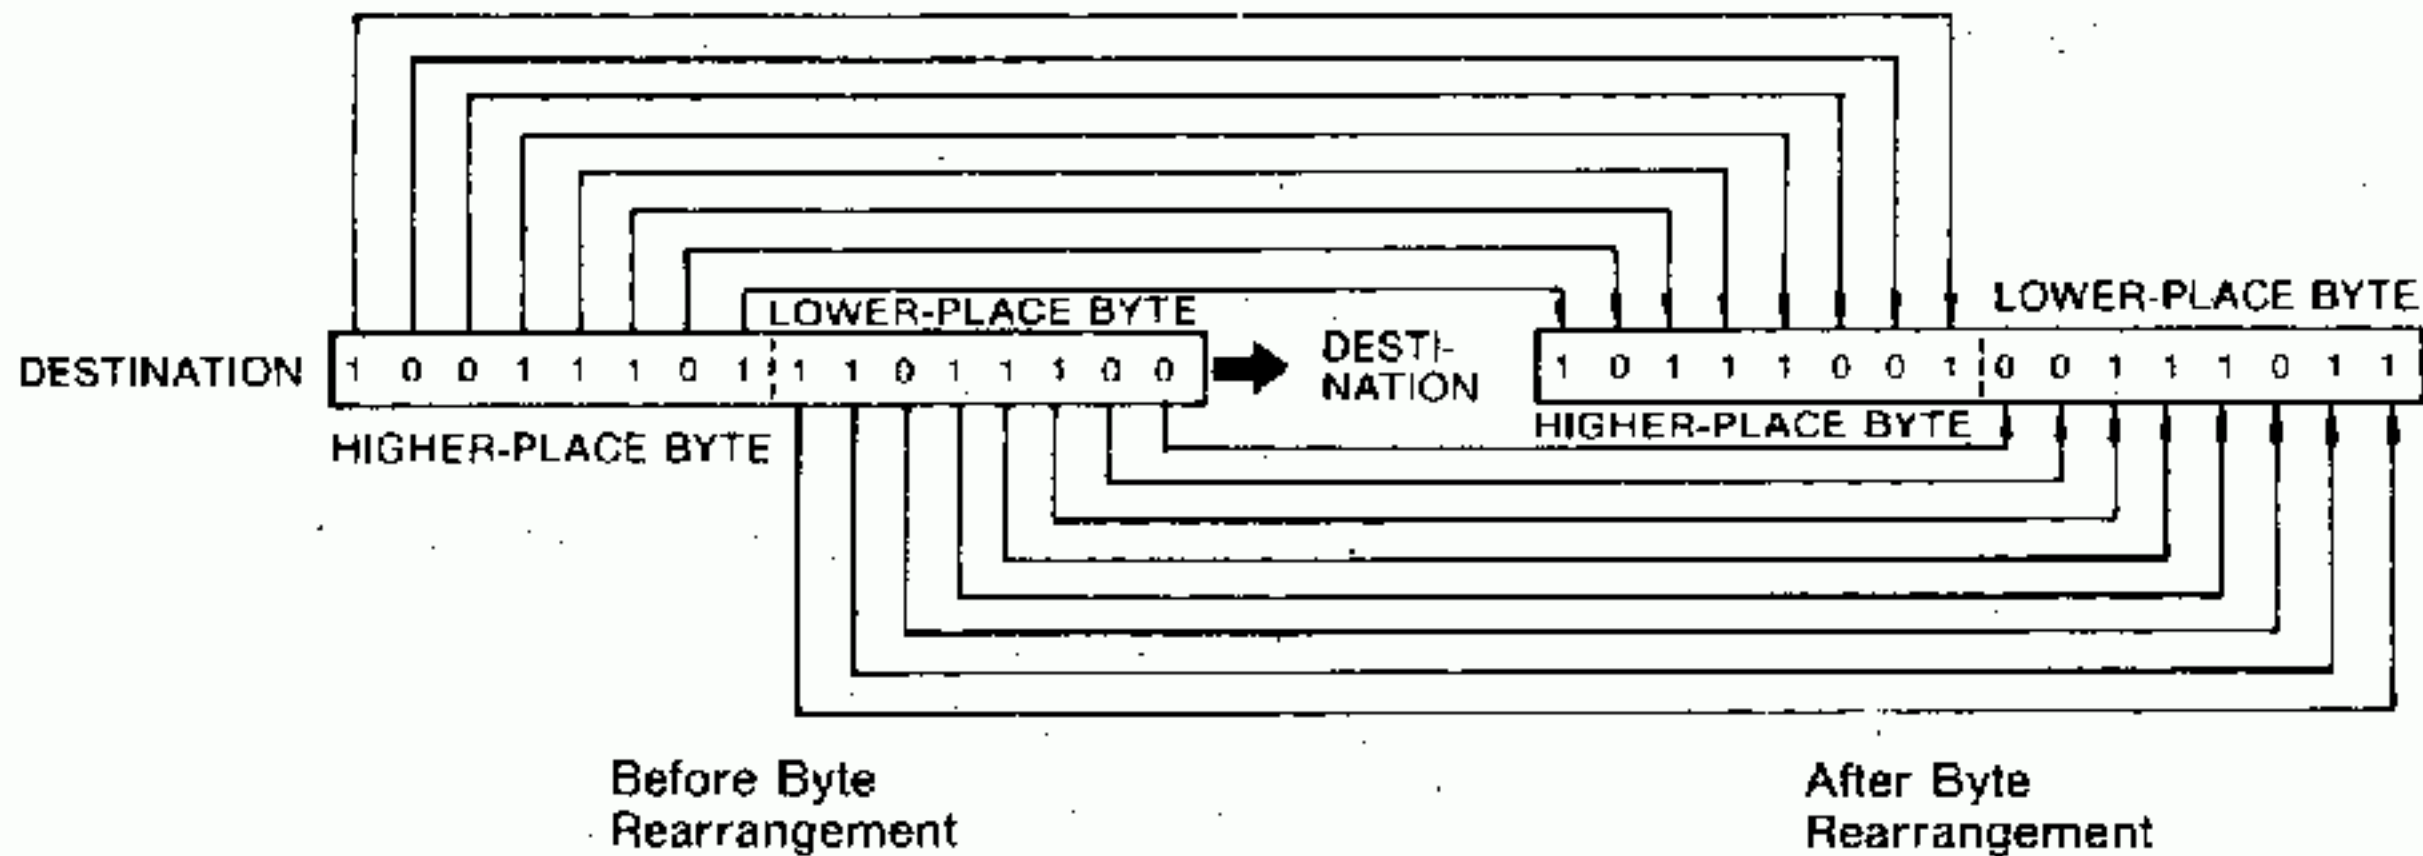 LOWER-PLACE BYTE
LOWER-PLACE BYTE
DESTINATION
1 0 0 1 1 1 0 1 1 1 0 1 1 1 0 0
DESTI-
NATION
1 0 1 1 1 0 0 1 0 0 1 1 1 0 1 1
HIGHER-PLACE BYTE
HIGHER-PLACE BYTE
Before Byte
Rearrangement
After Byte
Rearrangement